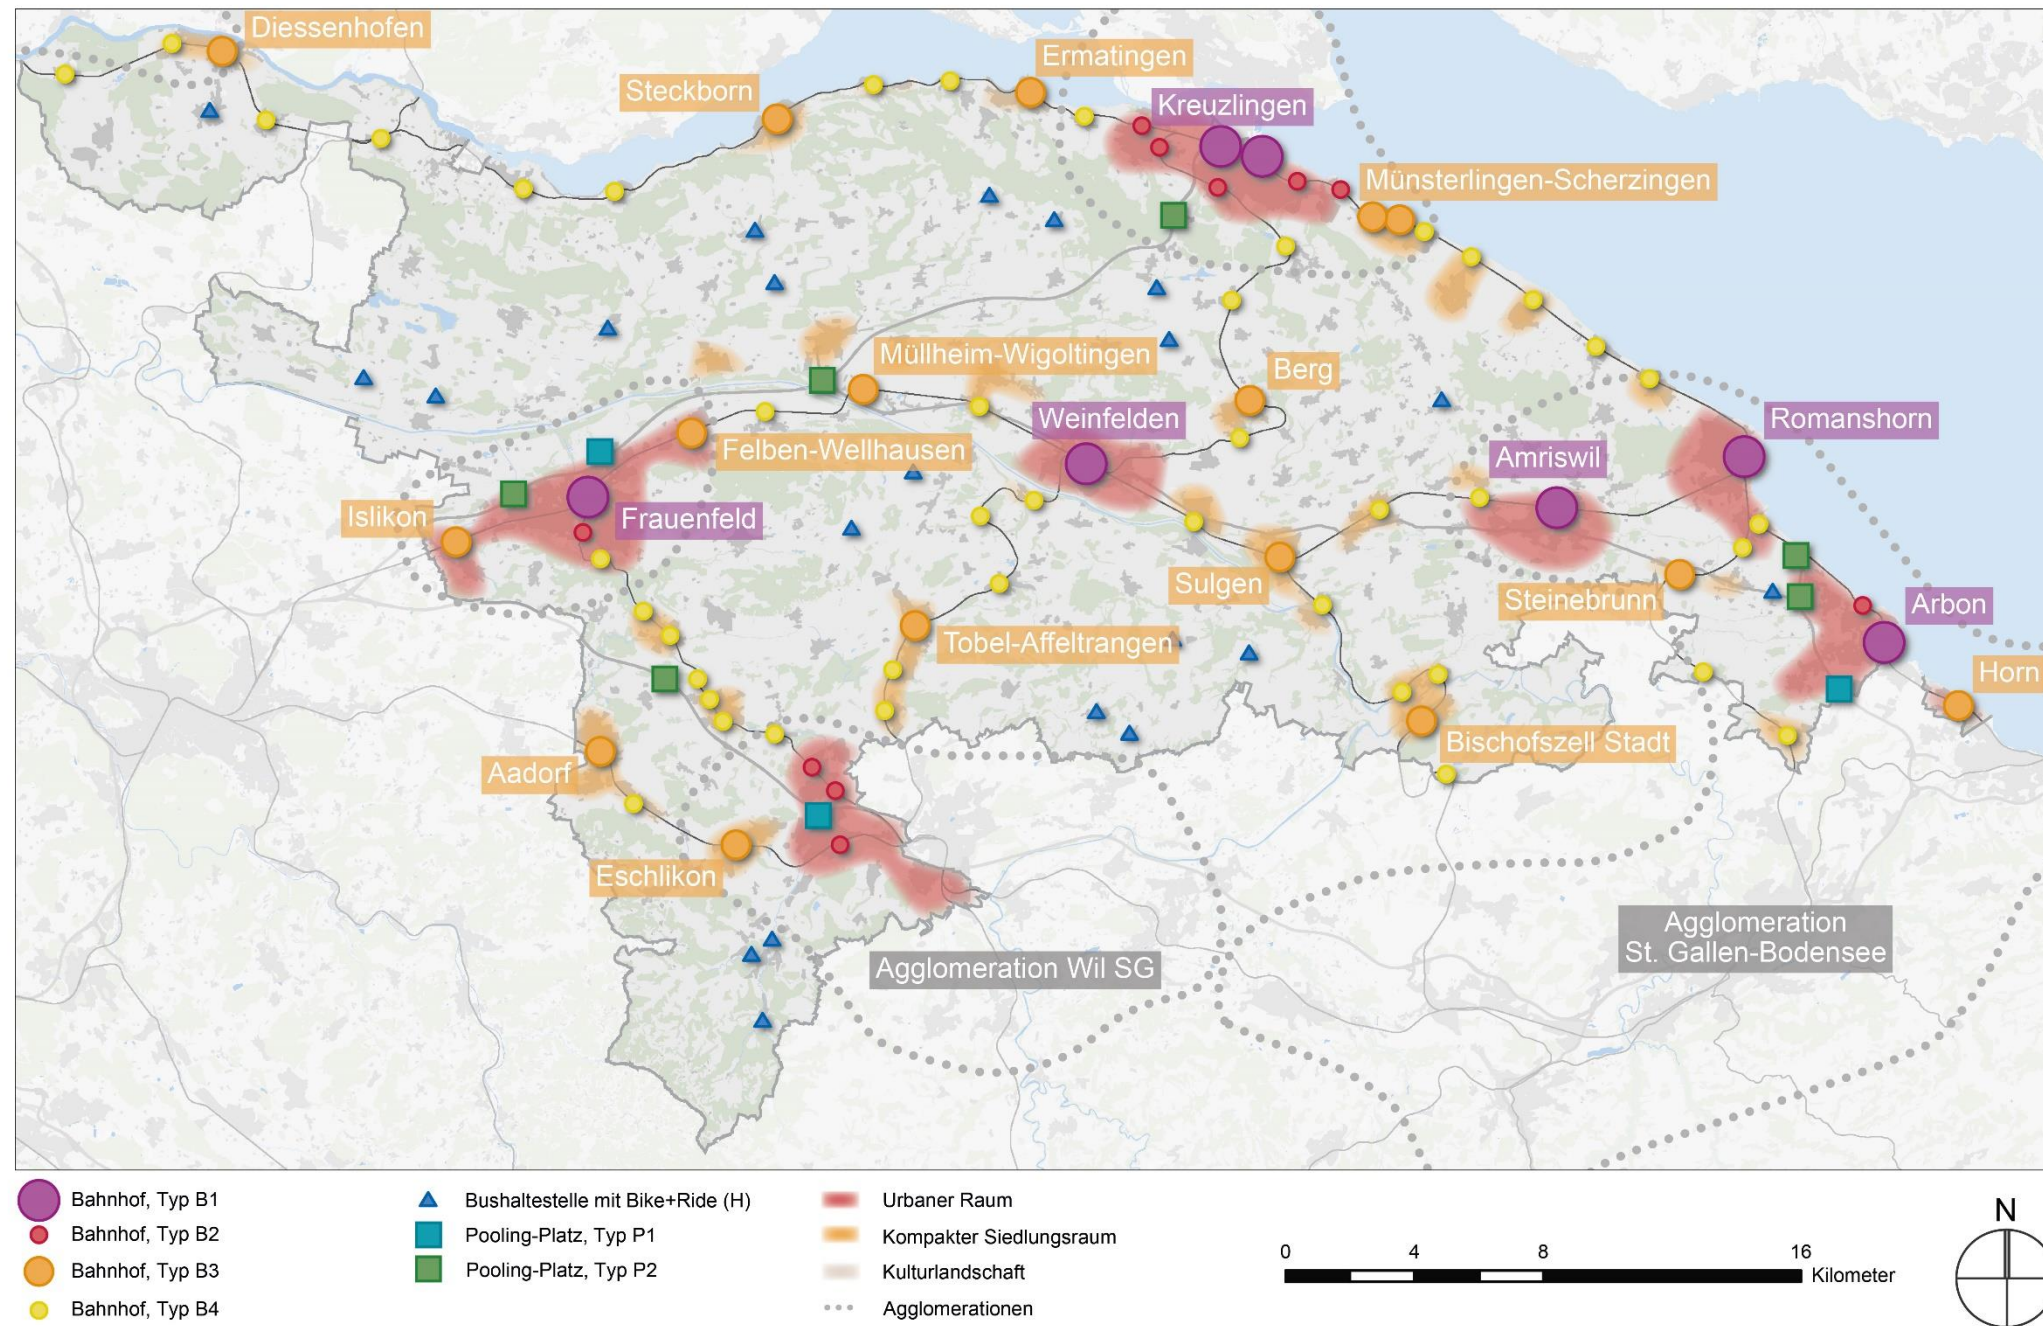 Diessenhofen
Steckborn
Ermatingen
Kreuzlingen
Münsterlingen-Scherzingen
Müllheim-Wigoltingen
Berg
Weinfelden
Romanshorn
Felben-Wellhausen
Amriswil
Islikon
Frauenfeld
Sulgen
Steinebrunn
Arbon
Tobel-Affeltrangen
Horn
Bischofszell Stadt
Aadorf
Eschlikon
Agglomeration Wil SG
Agglomeration
St. Gallen-Bodensee
Bahnhof, Typ B1
Bahnhof, Typ B2
Bahnhof, Typ B3
Bahnhof, Typ B4
Bushaltestelle mit Bike+Ride (H)
Pooling-Platz, Typ P1
Pooling-Platz, Typ P2
Urbaner Raum
Kompakter Siedlungsraum
Kulturlandschaft
Agglomerationen
0 4 8 16
Kilometer
N